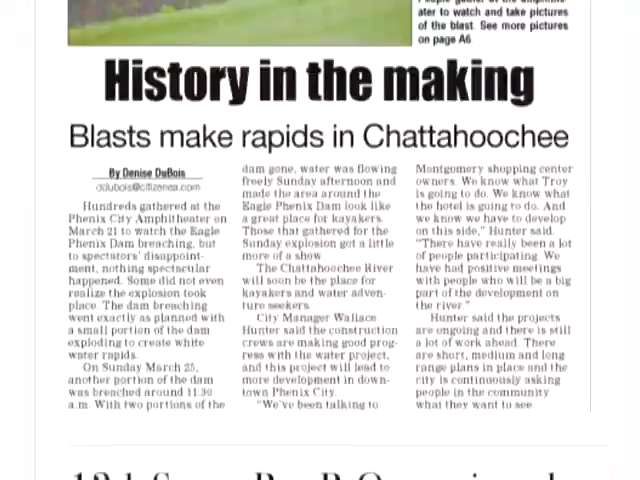 ater to watch and take pictures
of the blast. See more pictures
on page A6.
History in the making
Blasts make rapids in Chattahoochee
By Denise DuBois
ddubois@citizenea.com
Hundreds gathered at the
Phenix City Amphitheater on
March 21 to watch the Eagle
Phenix Dam breaching, but
to spectators' disappoint-
ment, nothing spectacular
happened. Some did not even
realize the explosion took
place. The dam breaching
went exactly as planned with
a small portion of the dam
exploding to create white
water rapids.
On Sunday March 25,
another portion of the dam
was breached around 11:30
a.m. With two portions of the
dam gone, water was flowing
freely Sunday afternoon and
made the area around the
Eagle Phenix Dam look like
a great place for kayakers.
Those that gathered for the
Sunday explosion got a little
more of a show.
The Chattahoochee River
will soon be the place for
kayakers and water adven-
ture seekers.
City Manager Wallace
Hunter said the construction
crews are making good prog-
ress with the water project,
and this project will lead to
more development in down-
town Phenix City.
"We've been talking to
Montgomery shopping center
owners. We know what Troy
is going to do. We know what
the hotel is going to do. And
we know we have to develop
on this side," Hunter said.
"There have really been a lot
of people participating. We
have had positive meetings
with people who will be a big
part of the development on
the river."
Hunter said the projects
are ongoing and there is still
a lot of work ahead. There
are short, medium and long
range plans in place and the
city is continuously asking
people in the community
what they want to see.